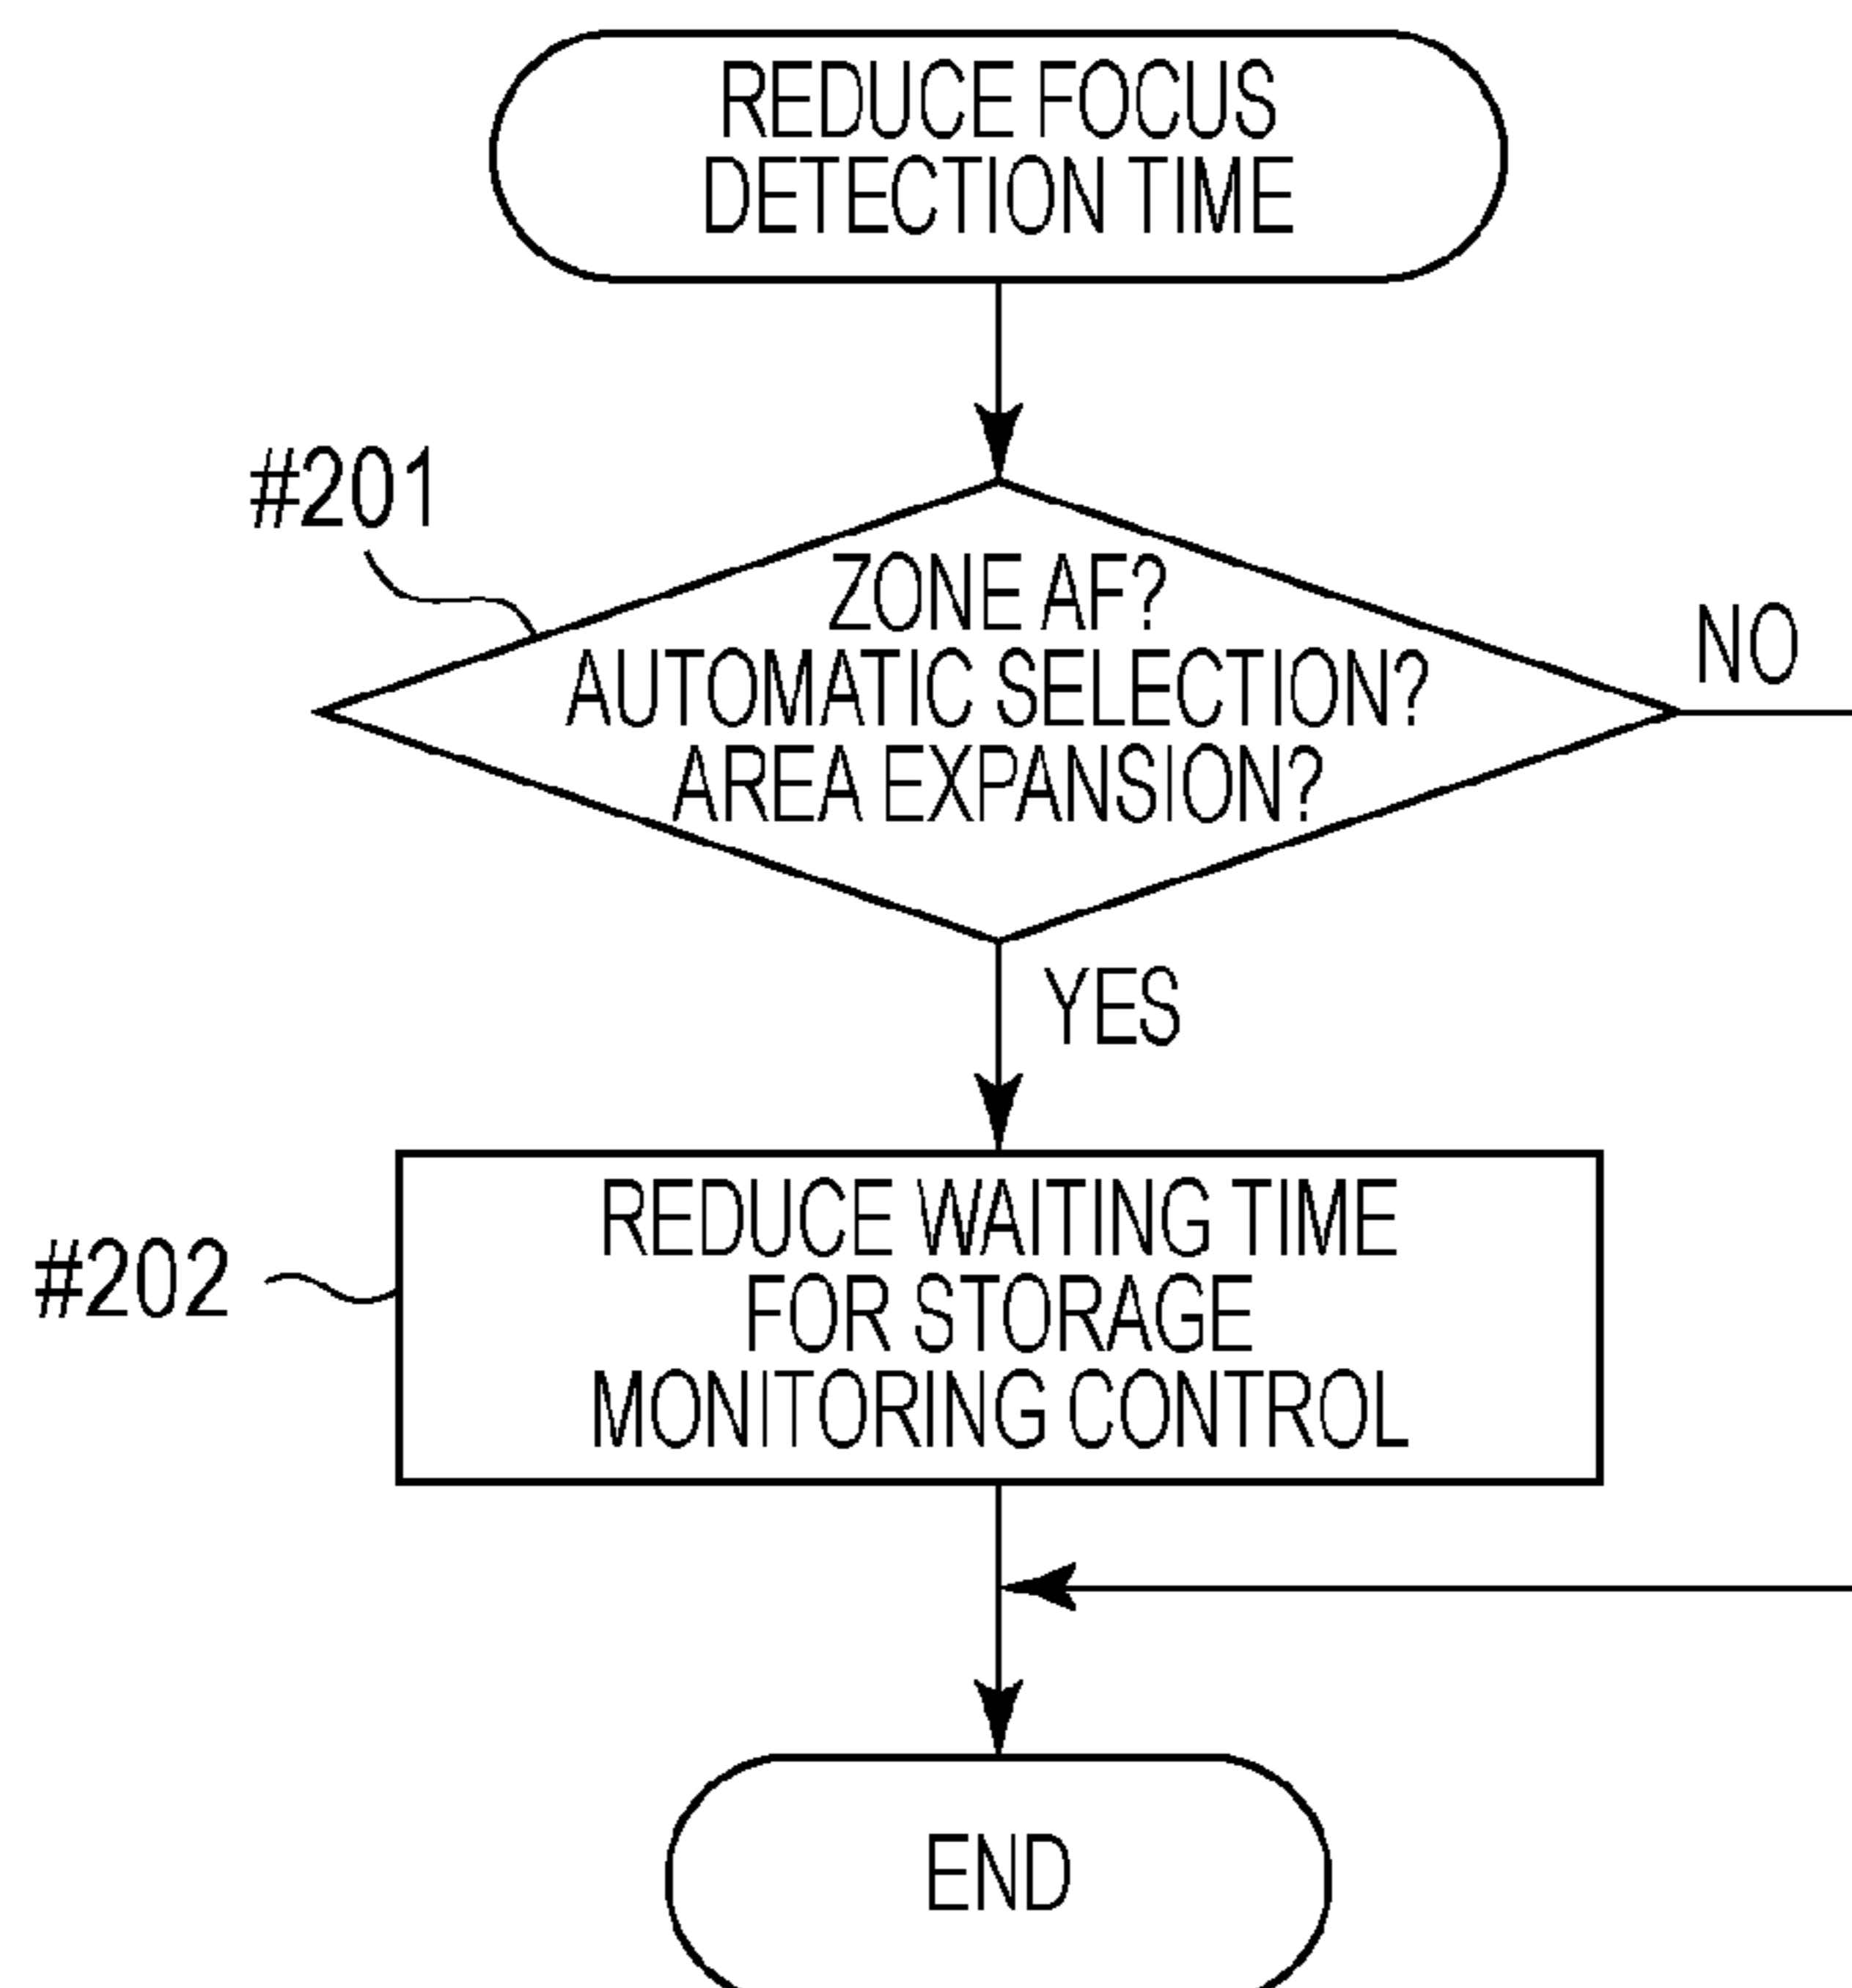 REDUCE FOCUS
DETECTION TIME
#201
ZONE AF?
AUTOMATIC SELECTION?
AREA EXPANSION?
NO
YES
#202
REDUCE WAITING TIME
FOR STORAGE
MONITORING CONTROL
END